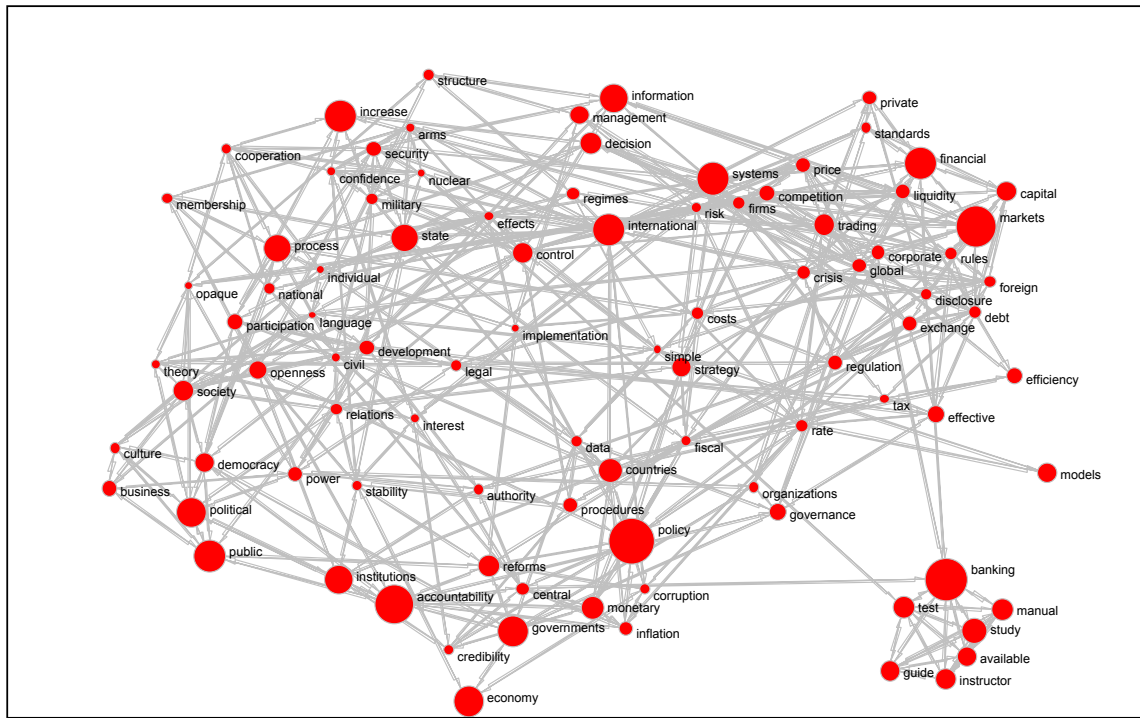 structure
information
private
increase
management
arms
standards
cooperation
security
decision
financial
confidence
nuclear
systems
price
membership
military
regimes
competition
liquidity
capital
effects
risk
firms
process
state
international
trading
markets
control
corporate
rules
individual
global
crisis
opaque
national
foreign
disclosure
participation
language
costs
debt
implementation
exchange
development
simple
theory
civil
legal
strategy
regulation
society
openness
efficiency
tax
relations
interest
effective
rate
culture
data
fiscal
democracy
countries
business
power
models
stability
authority
organizations
political
procedures
governance
policy
public
reforms
banking
institutions
accountability
central
corruption
test
manual
monetary
governments
inflation
study
credibility
available
guide
instructor
economy